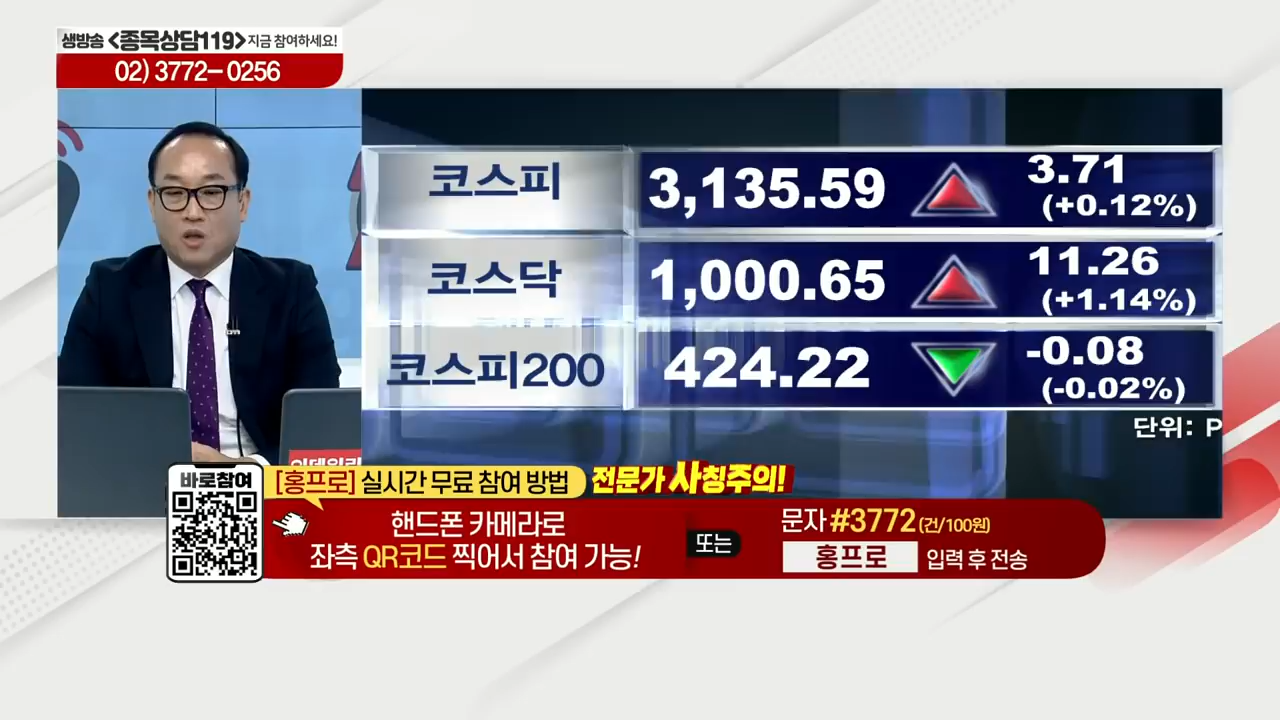 생방송 <종목상담119> 지금 참여하세요!
02) 3772-0256
코스피 3,135.59 3.71 (+0.12%)
코스닥 1,000.65 11.26 (+1.14%)
코스피200 424.22 -0.08 (-0.02%)
단위: P
이데일리
바로참여
[홍프로] 실시간 무료 참여 방법 전문가 사칭주의!
핸드폰 카메라로
좌측 QR코드 찍어서 참여 가능!
또는
문자 #3772 (건/100원)
홍프로 입력 후 전송